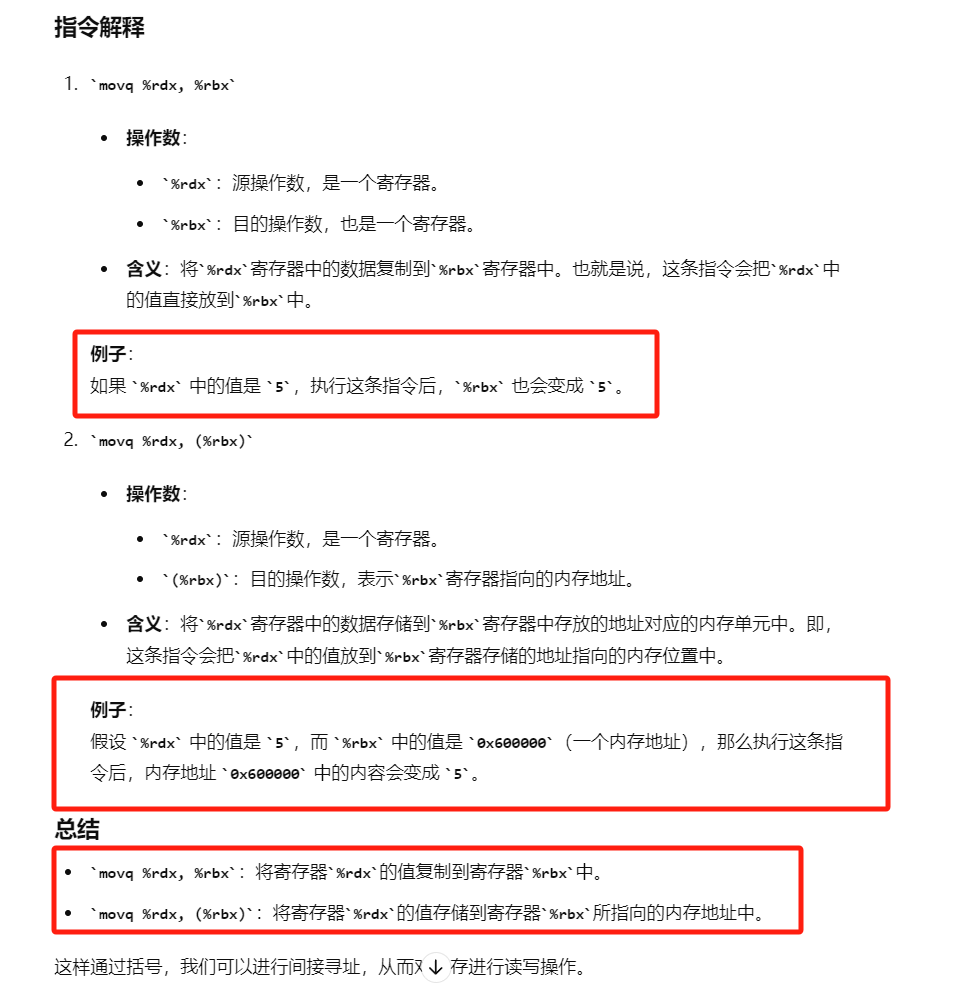 指令解释
1. `movq %rdx, %rbx`
• 操作数：
• `%rdx`：源操作数，是一个寄存器。
• `%rbx`：目的操作数，也是一个寄存器。
• 含义：将`%rdx`寄存器中的数据复制到`%rbx`寄存器中。也就是说，这条指令会把`%rdx`中
的值直接放到`%rbx`中。
例子：
如果 `%rdx` 中的值是 `5`，执行这条指令后，`%rbx` 也会变成 `5`。
2. `movq %rdx, (%rbx)`
• 操作数：
• `%rdx`：源操作数，是一个寄存器。
• `(%rbx)`：目的操作数，表示`%rbx`寄存器指向的内存地址。
• 含义：将`%rdx`寄存器中的数据存储到`%rbx`寄存器中存放的地址对应的内存单元中。即，
这条指令会把`%rdx`中的值放到`%rbx`寄存器存储的地址指向的内存位置中。
例子：
假设 `%rdx` 中的值是 `5`，而 `%rbx` 中的值是 `0x600000`（一个内存地址），那么执行这条指
令后，内存地址 `0x600000` 中的内容会变成 `5`。
总结
• `movq %rdx, %rbx`：将寄存器`%rdx`的值复制到寄存器`%rbx`中。
• `movq %rdx, (%rbx)`：将寄存器`%rdx`的值存储到寄存器`%rbx`所指向的内存地址中。
这样通过括号，我们可以进行间接寻址，从而存进行读写操作。